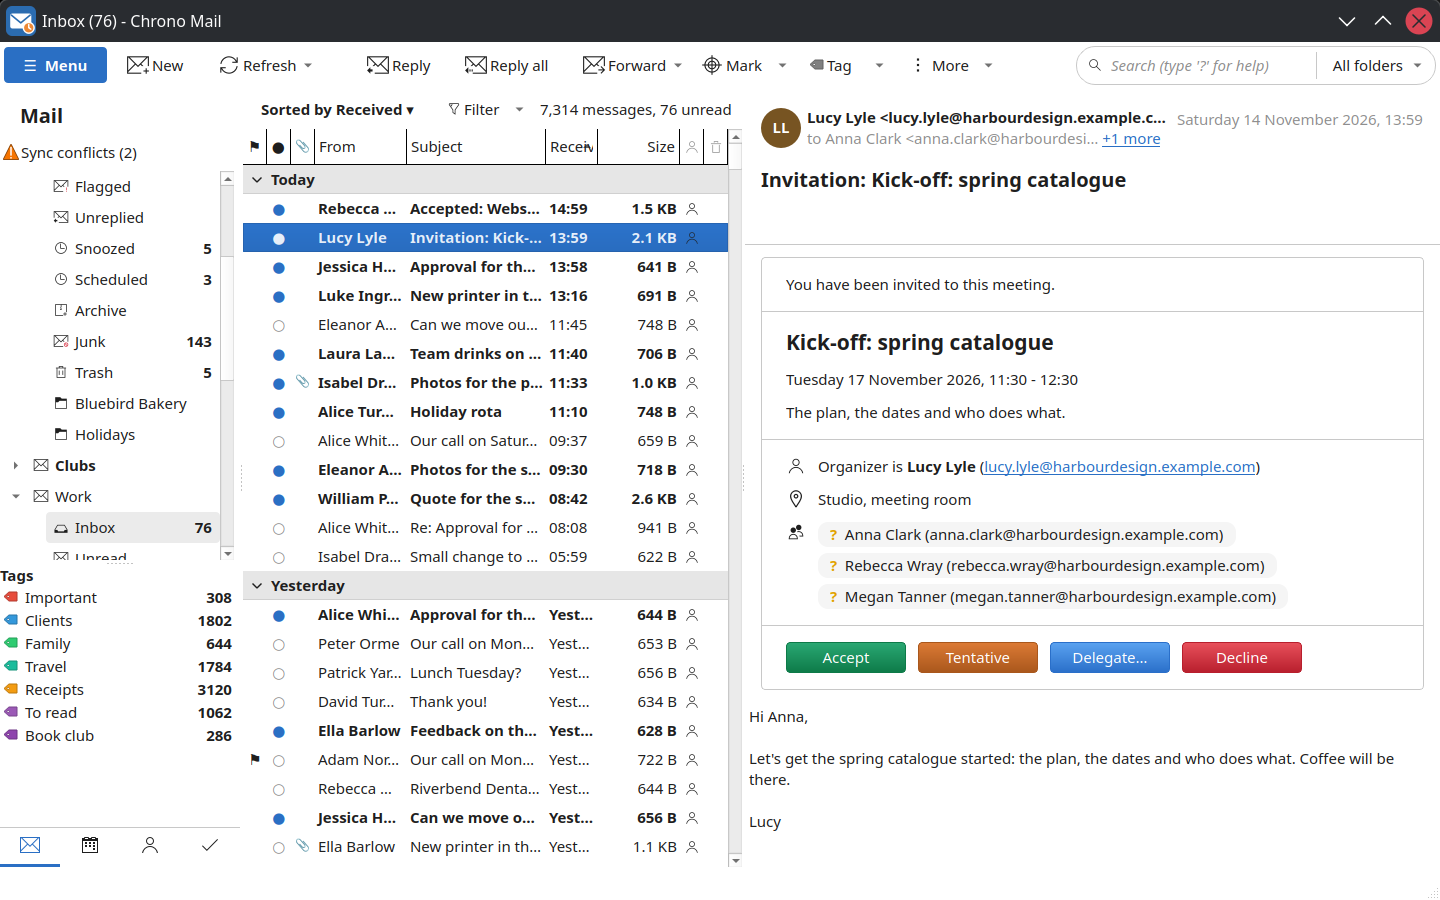 Inbox (76) - Chrono Mail
Menu
New
Refresh
Reply
Reply all
Forward
Mark
Tag
More
Search (type '?' for help)
All folders
Mail
Sync conflicts (2)
Flagged
Unreplied
Snoozed 5
Scheduled 3
Archive
Junk 143
Trash 5
Bluebird Bakery
Holidays
Clubs
Work
Inbox 76
Unread
Tags
Important 308
Clients 1802
Family 644
Travel 1784
Receipts 3120
To read 1062
Book club 286
Sorted by Received ▾
Filter
7,314 messages, 76 unread
From Subject Receiv Size
Today
Rebecca ... Accepted: Webs... 14:59 1.5 KB
Lucy Lyle Invitation: Kick-... 13:59 2.1 KB
Jessica H... Approval for th... 13:58 641 B
Luke Ingr... New printer in t... 13:16 691 B
Eleanor A... Can we move ou... 11:45 748 B
Laura La... Team drinks on ... 11:40 706 B
Isabel Dr... Photos for the p... 11:33 1.0 KB
Alice Tur... Holiday rota 11:10 748 B
Alice Whit... Our call on Satur... 09:37 659 B
Eleanor A... Photos for the s... 09:30 718 B
William P... Quote for the s... 08:42 2.6 KB
Alice Whit... Re: Approval for ... 08:08 941 B
Isabel Dra... Small change to ... 05:59 622 B
Yesterday
Alice Whi... Approval for th... Yest... 644 B
Peter Orme Our call on Mon... Yest... 653 B
Patrick Yar... Lunch Tuesday? Yest... 656 B
David Tur... Thank you! Yest... 634 B
Ella Barlow Feedback on th... Yest... 628 B
Adam Nor... Our call on Mon... Yest... 722 B
Rebecca ... Riverbend Denta... Yest... 644 B
Jessica H... Can we move o... Yest... 656 B
Ella Barlow New printer in th... Yest... 1.1 KB
LL
Lucy Lyle <lucy.lyle@harbourdesign.example.c... Saturday 14 November 2026, 13:59
to Anna Clark <anna.clark@harbourdesi... +1 more
Invitation: Kick-off: spring catalogue
You have been invited to this meeting.
Kick-off: spring catalogue
Tuesday 17 November 2026, 11:30 - 12:30
The plan, the dates and who does what.
Organizer is Lucy Lyle (lucy.lyle@harbourdesign.example.com)
Studio, meeting room
? Anna Clark (anna.clark@harbourdesign.example.com)
? Rebecca Wray (rebecca.wray@harbourdesign.example.com)
? Megan Tanner (megan.tanner@harbourdesign.example.com)
Accept
Tentative
Delegate...
Decline
Hi Anna,
Let's get the spring catalogue started: the plan, the dates and who does what. Coffee will be
there.
Lucy